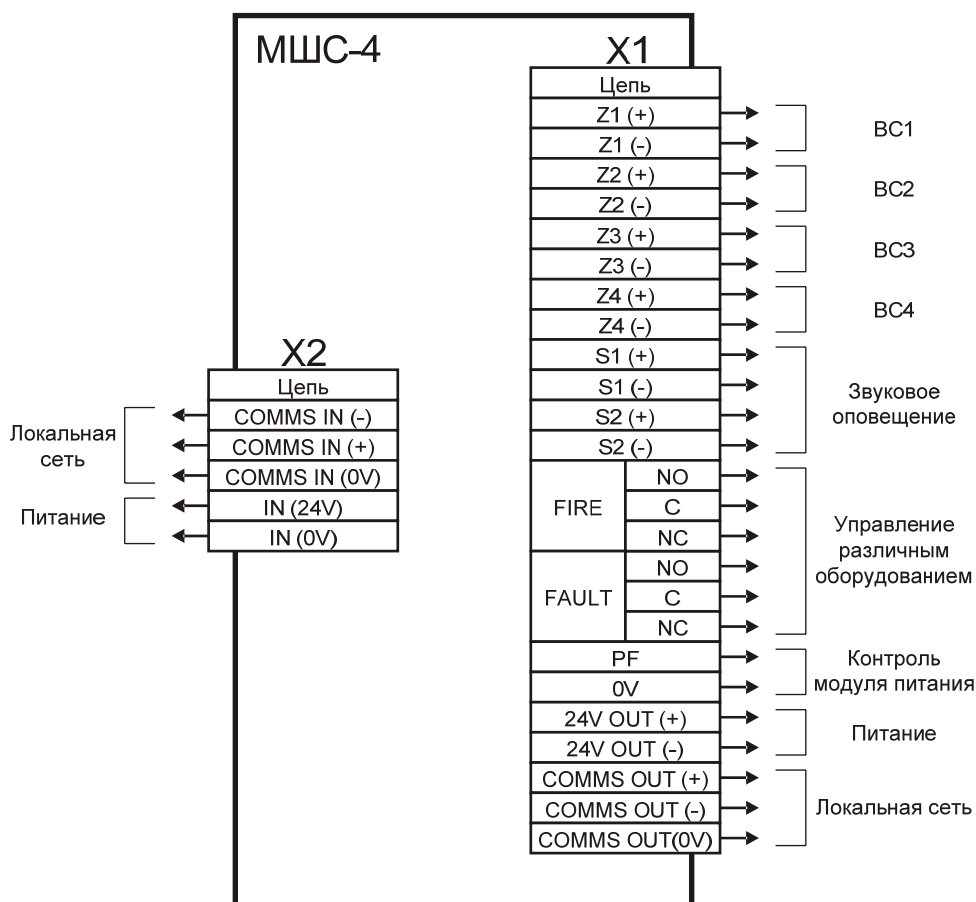 МШС-4
X1
Цепь
Z1 (+)
Z1 (-)
BC1
Z2 (+)
Z2 (-)
BC2
Z3 (+)
Z3 (-)
BC3
Z4 (+)
Z4 (-)
BC4
S1 (+)
S1 (-)
S2 (+)
S2 (-)
Звуковое
оповещение
FIRE
NO
C
NC
FAULT
NO
C
NC
Управление
различным
оборудованием
PF
0V
Контроль
модуля питания
24V OUT (+)
24V OUT (-)
Питание
COMMS OUT (+)
COMMS OUT (-)
COMMS OUT(0V)
Локальная сеть
X2
Цепь
COMMS IN (-)
COMMS IN (+)
COMMS IN (0V)
Локальная
сеть
IN (24V)
IN (0V)
Питание